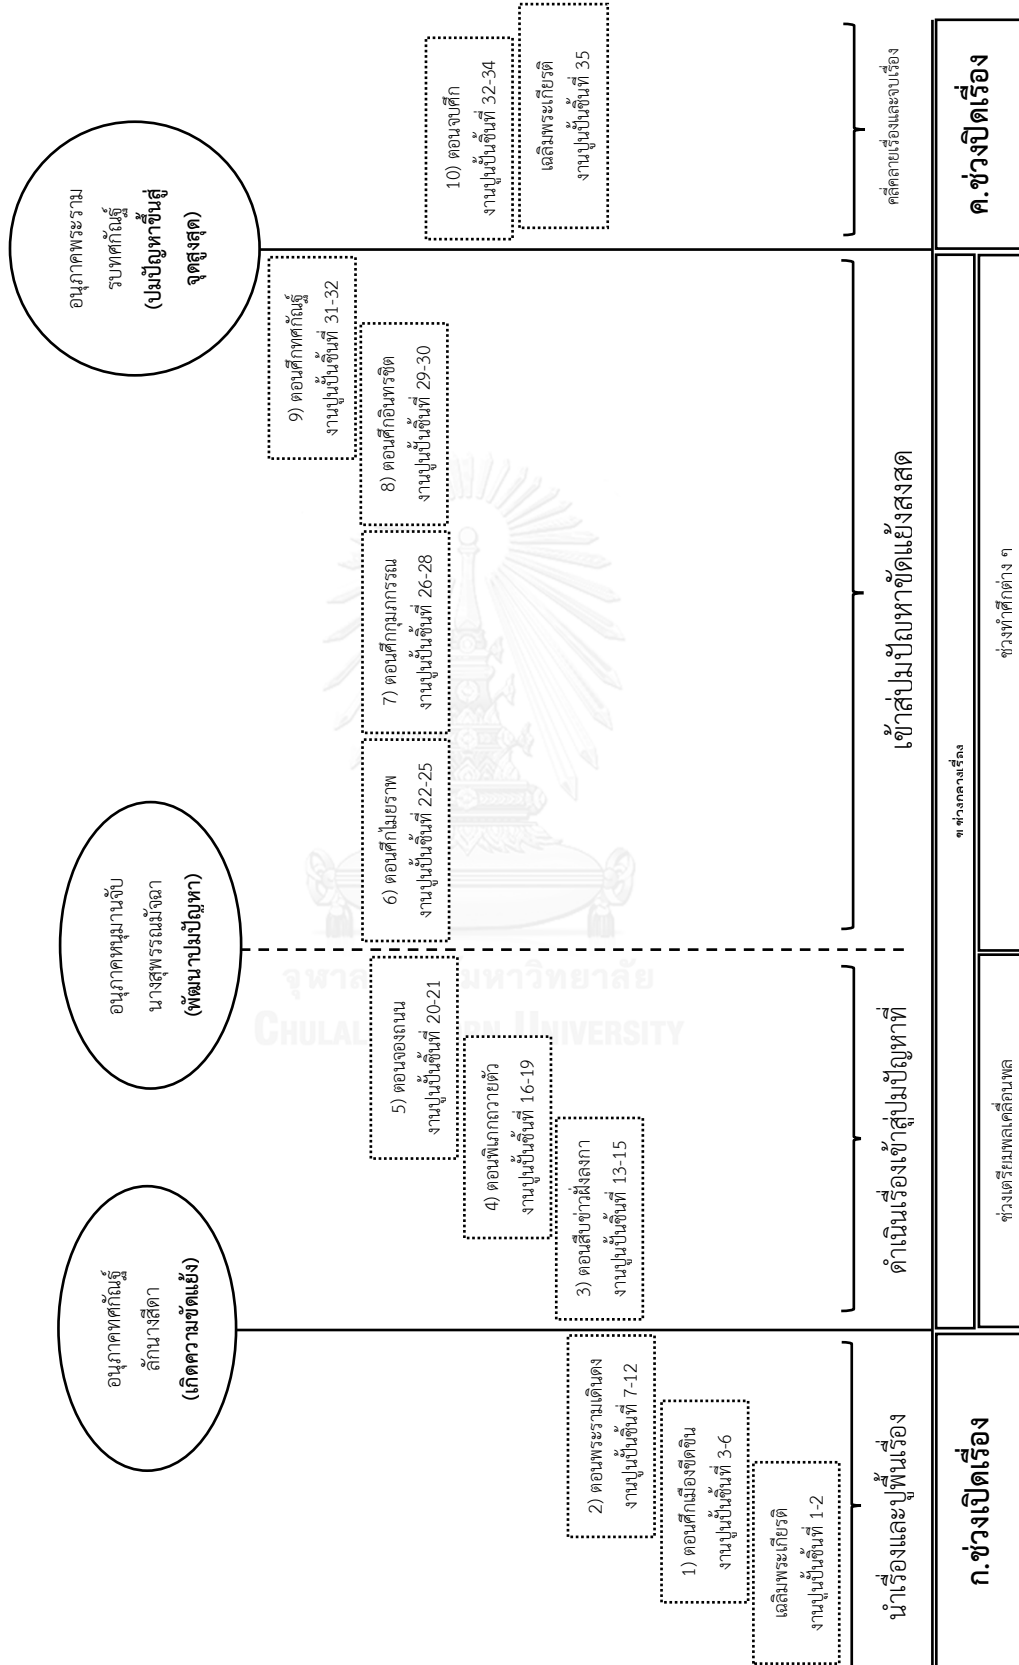 อนุภาคทศกัณฐ์
ลักนางสีดา
(เกิดความขัดแย้ง)
อนุภาคหนุมานจับ
นางสุพรรณมัจฉา
(พัฒนาปมปัญหา)
อนุภาคพระราม
รบทศกัณฐ์
(ปมปัญหาขึ้นสู่
จุดสูงสุด)
เฉลิมพระเกียรติ
งานปูนปั้นชิ้นที่ 1-2
1) ตอนศึกเมืองขีดขิน
งานปูนปั้นชิ้นที่ 3-6
2) ตอนพระรามเดินดง
งานปูนปั้นชิ้นที่ 7-12
3) ตอนสืบข่าวฝั่งลงกา
งานปูนปั้นชิ้นที่ 13-15
4) ตอนพิเภกถวายตัว
งานปูนปั้นชิ้นที่ 16-19
5) ตอนจองถนน
งานปูนปั้นชิ้นที่ 20-21
6) ตอนศึกไมยราพ
งานปูนปั้นชิ้นที่ 22-25
7) ตอนศึกกุมภกรรณ
งานปูนปั้นชิ้นที่ 26-28
8) ตอนศึกอินทรชิต
งานปูนปั้นชิ้นที่ 29-30
9) ตอนศึกทศกัณฐ์
งานปูนปั้นชิ้นที่ 31-32
10) ตอนจบศึก
งานปูนปั้นชิ้นที่ 32-34
เฉลิมพระเกียรติ
งานปูนปั้นชิ้นที่ 35
นำเรื่องและปูพื้นเรื่อง
ดำเนินเรื่องเข้าสู่ปมปัญหาที่
เข้าสู่ปมปัญหาขัดแย้งสูงสุด
คลี่คลายเรื่องและจบเรื่อง
ก.ช่วงเปิดเรื่อง
ข ช่วงกลางเรื่อง
ค.ช่วงปิดเรื่อง
ช่วงเตรียมพลเคลื่อนพล
ช่วงทำศึกต่าง ๆ
มหาวิทยาลัย
UNIVERSITY